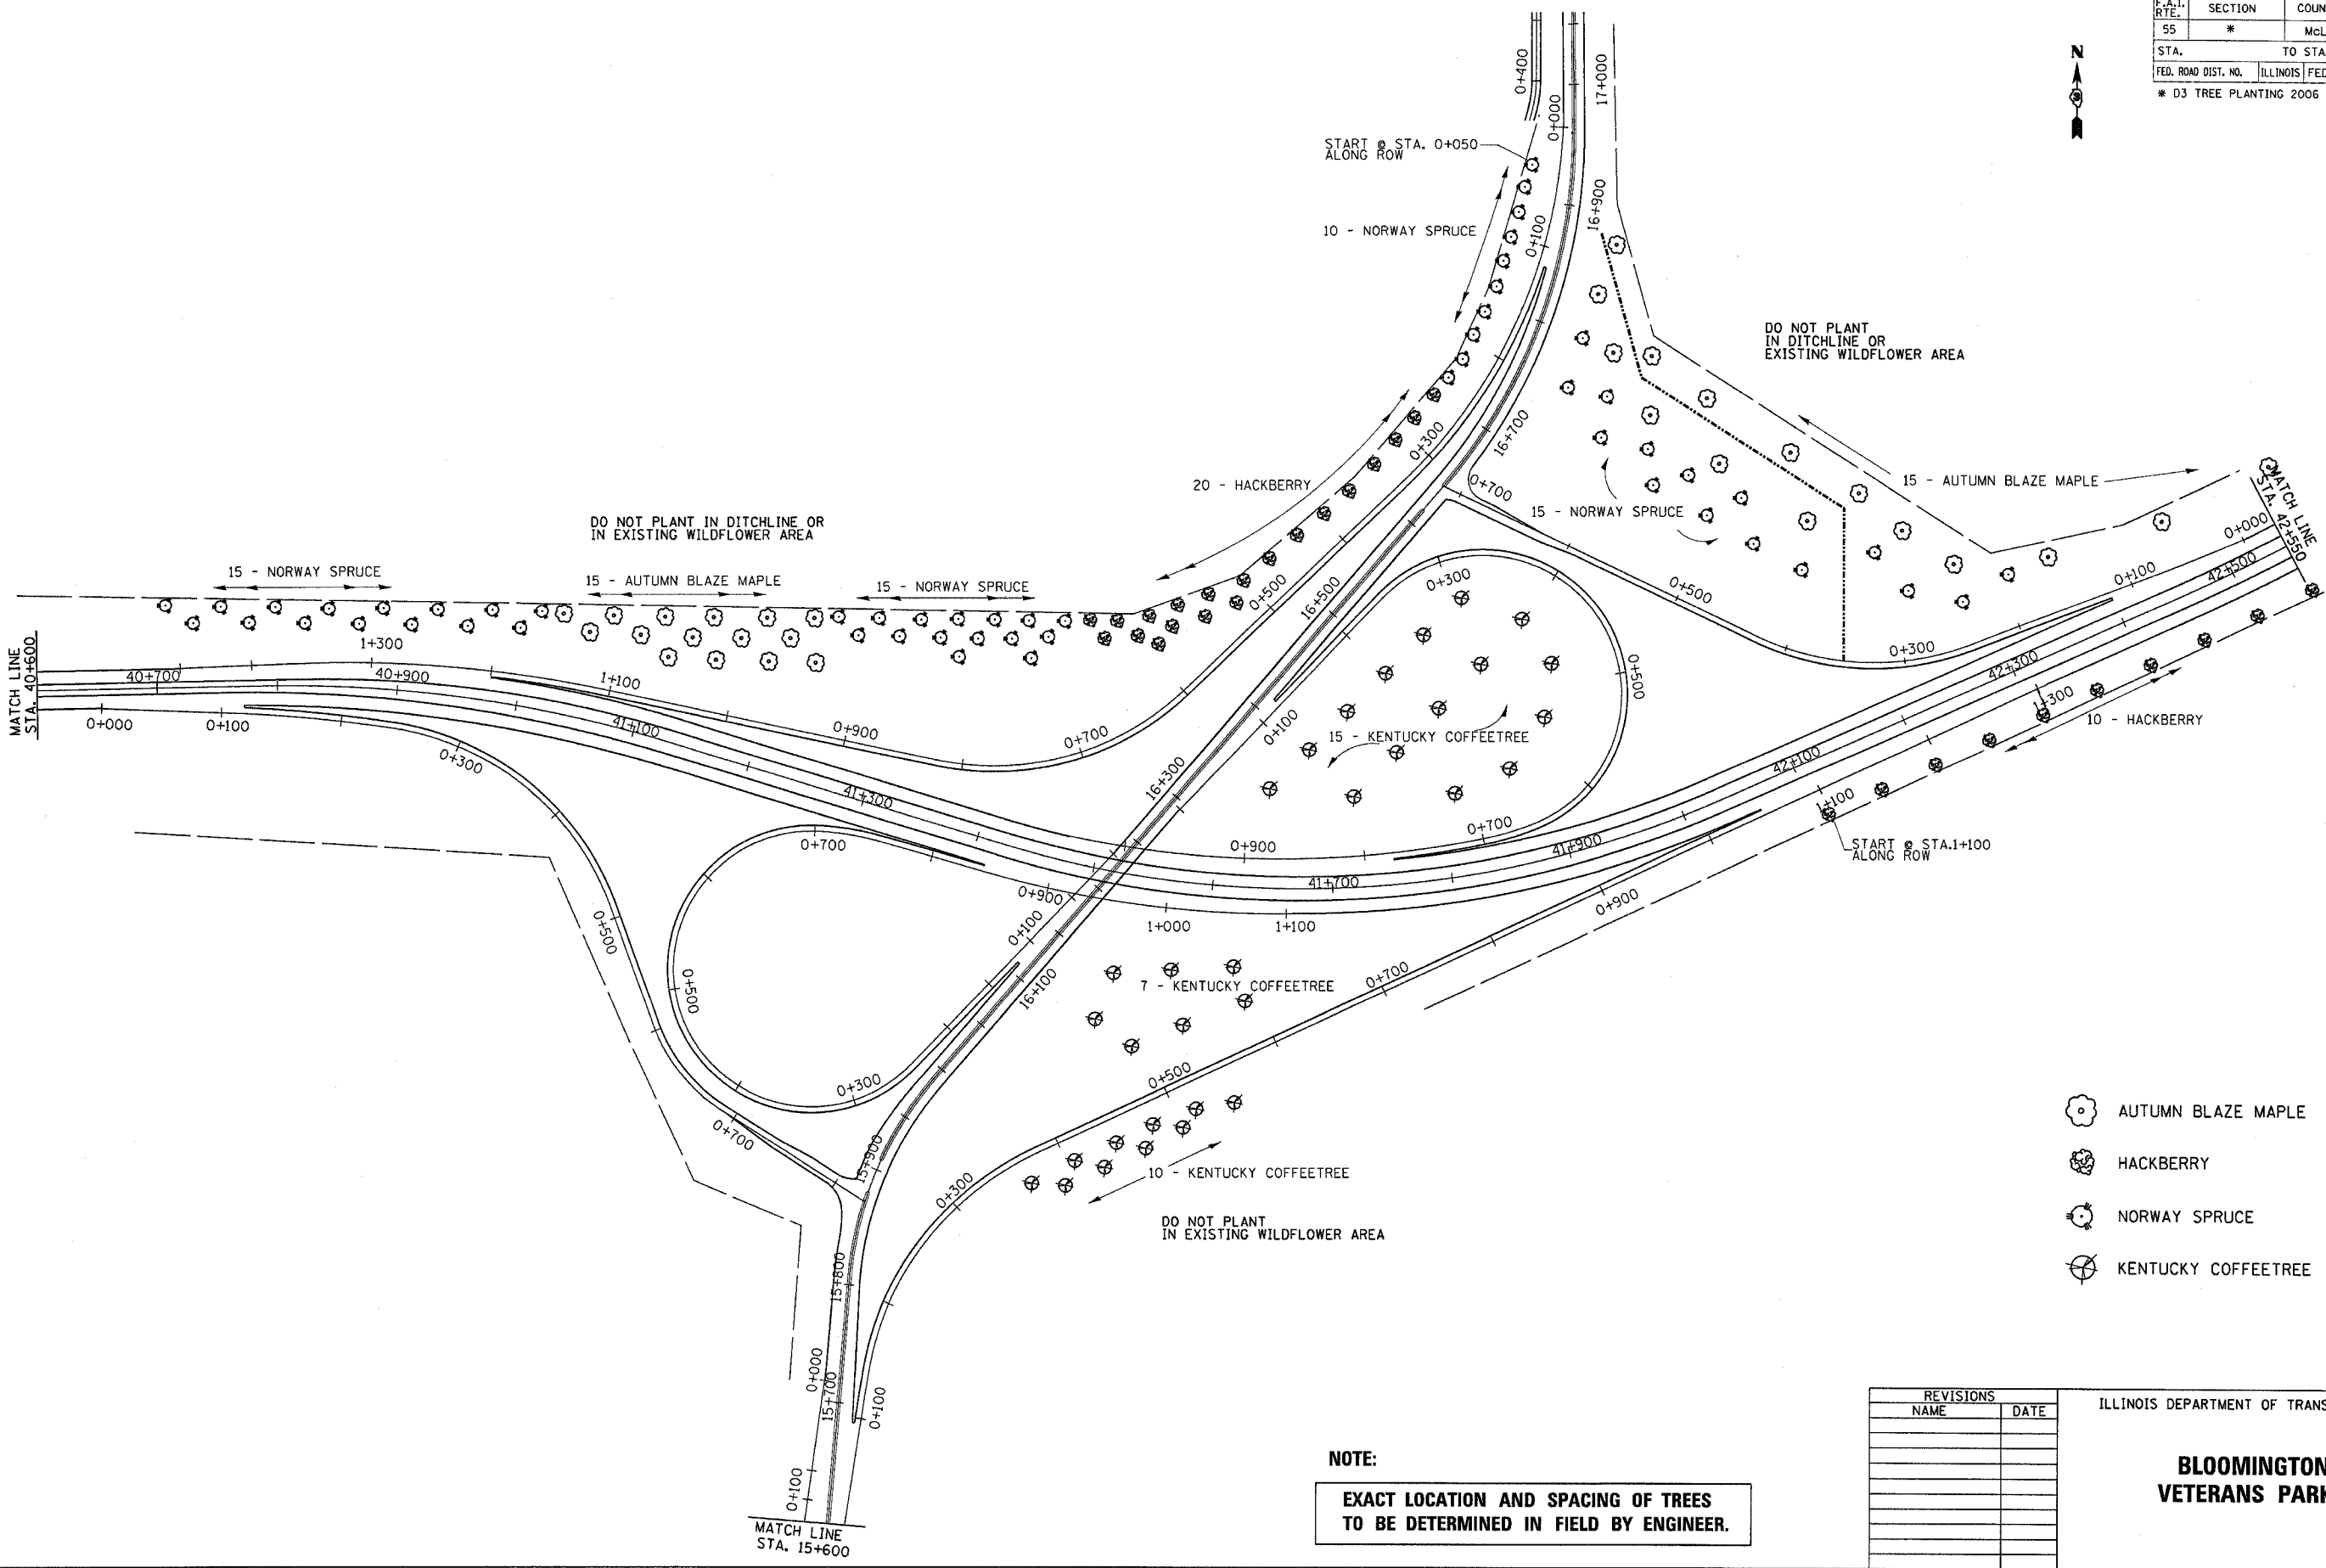 F.A.I. RTE. SECTION COUN
55 * McL
STA. TO STA
FED. ROAD DIST. NO. ILLINOIS FED
* D3 TREE PLANTING 2006
N
0+400
0+000
17+000
START @ STA. 0+050
ALONG ROW
16+900
0+100
10 - NORWAY SPRUCE
DO NOT PLANT
IN DITCHLINE OR
EXISTING WILDFLOWER AREA
0+300
16+700
20 - HACKBERRY
0+700
15 - NORWAY SPRUCE
15 - AUTUMN BLAZE MAPLE
MATCH LINE
STA. 42+550
DO NOT PLANT IN DITCHLINE OR
IN EXISTING WILDFLOWER AREA
15 - NORWAY SPRUCE
15 - AUTUMN BLAZE MAPLE
15 - NORWAY SPRUCE
0+500
16+500
0+300
0+500
0+000
0+100
42+500
MATCH LINE
STA. 40+600
1+300
40+700
40+900
1+100
0+000
0+100
41+100
0+900
0+700
0+300
0+100
0+500
0+300
42+300
1+300
10 - HACKBERRY
15 - KENTUCKY COFFEETREE
16+300
41+300
42+100
1+100
START @ STA.1+100
ALONG ROW
0+700
0+900
0+700
41+900
41+700
0+900
0+100
1+000
1+100
0+900
0+500
0+500
16+100
7 - KENTUCKY COFFEETREE
0+700
0+500
0+300
0+700
15+900
10 - KENTUCKY COFFEETREE
0+300
DO NOT PLANT
IN EXISTING WILDFLOWER AREA
15+800
0+000
15+700
0+100
0+100
MATCH LINE
STA. 15+600
AUTUMN BLAZE MAPLE
HACKBERRY
NORWAY SPRUCE
KENTUCKY COFFEETREE
NOTE:
EXACT LOCATION AND SPACING OF TREES
TO BE DETERMINED IN FIELD BY ENGINEER.
REVISIONS
NAME DATE
ILLINOIS DEPARTMENT OF TRANS
BLOOMINGTON
VETERANS PARK